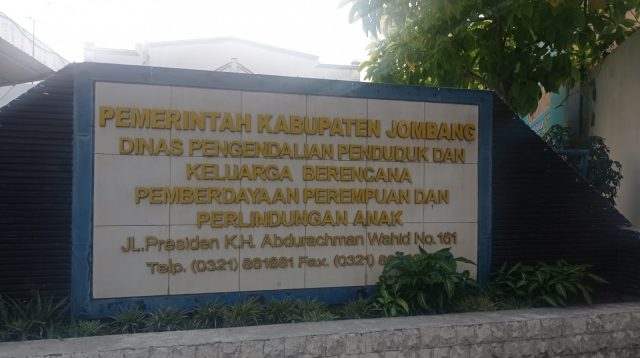 PEMERINTAH KABUPATEN JOMBANG
DINAS PENGENDALIAN PENDUDUK DAN
KELUARGA BERENCANA
PEMBERDAYAAN PEREMPUAN DAN
PERLINDUNGAN ANAK
JL.Presiden K.H. Abdurachman Wahid No.161
Telp. (0321) 861881 Fax. (0321)